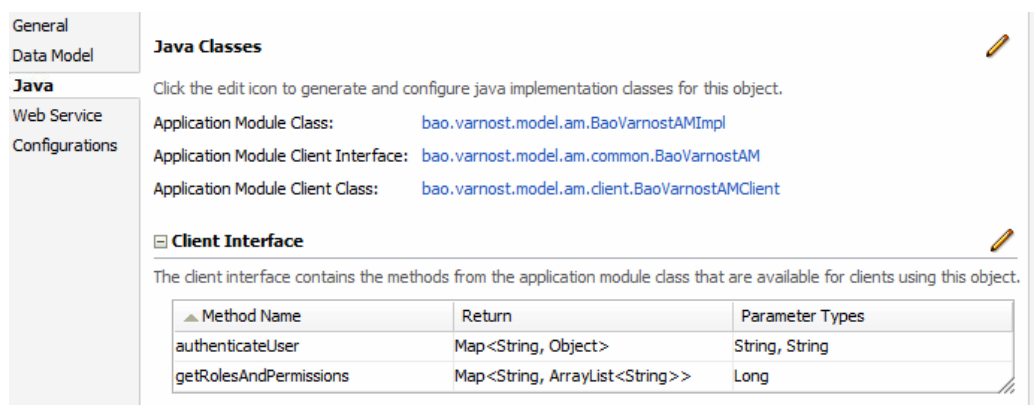 General
Data Model
Java
Web Service
Configurations
Java Classes
Click the edit icon to generate and configure java implementation classes for this object.
Application Module Class: bao.varnost.model.am.BaoVarnostAMImpl
Application Module Client Interface: bao.varnost.model.am.common.BaoVarnostAM
Application Module Client Class: bao.varnost.model.am.client.BaoVarnostAMClient
Client Interface
The client interface contains the methods from the application module class that are available for clients using this object.
Method Name Return Parameter Types
authenticateUser Map<String, Object> String, String
getRolesAndPermissions Map<String, ArrayList<String>> Long